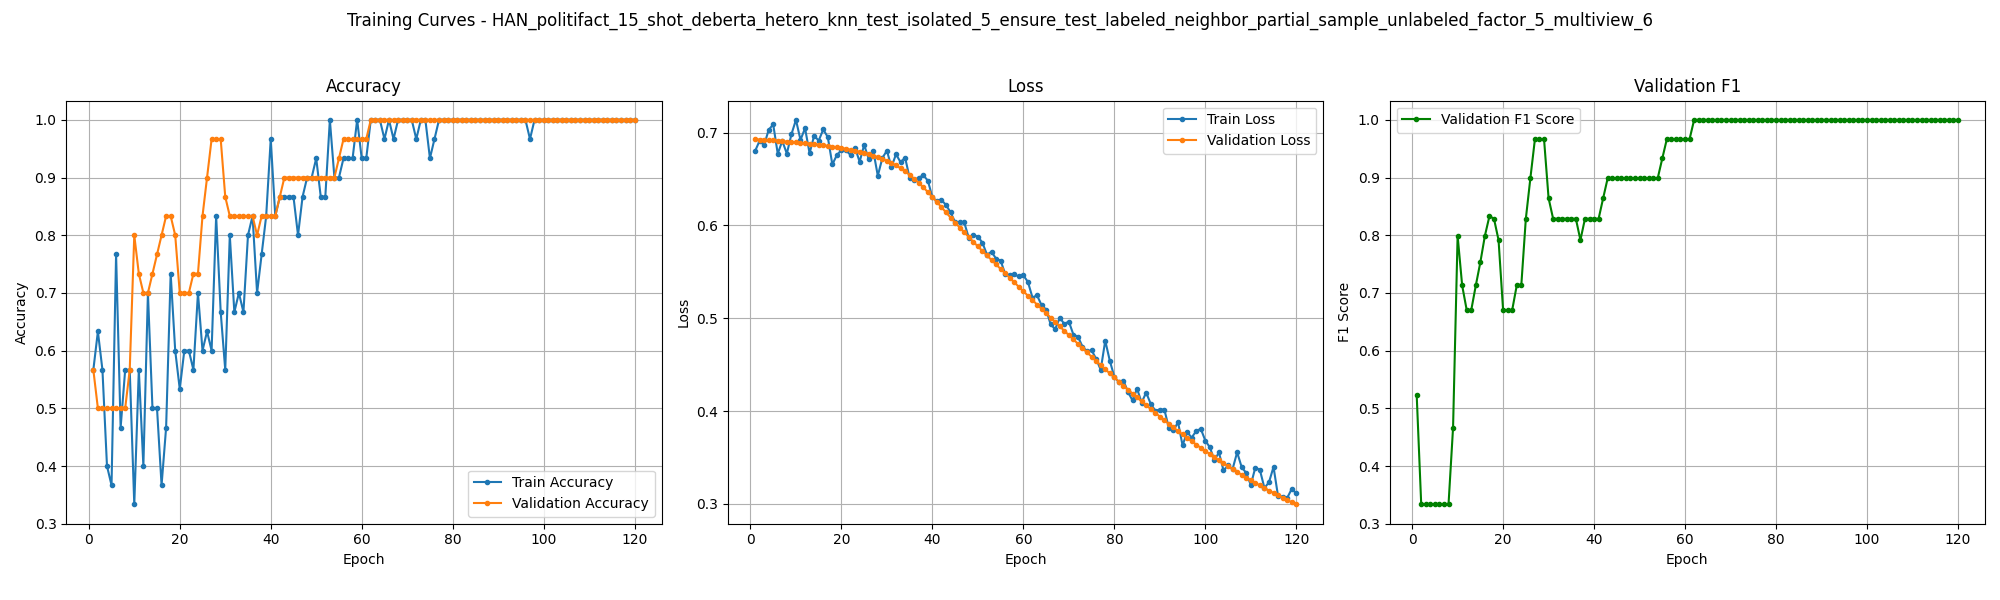 Training Curves - HAN_politifact_15_shot_deberta_hetero_knn_test_isolated_5_ensure_test_labeled_neighbor_partial_sample_unlabeled_factor_5_multiview_6
Accuracy
1.0
0.9
0.8
0.7
0.6
0.5
0.4
0.3
Accuracy
Train Accuracy
Validation Accuracy
0 20 40 60 80 100 120
Epoch
Loss
0.7
0.6
0.5
0.4
0.3
Loss
Train Loss
Validation Loss
0 20 40 60 80 100 120
Epoch
Validation F1
1.0
0.9
0.8
0.7
0.6
0.5
0.4
0.3
F1 Score
Validation F1 Score
0 20 40 60 80 100 120
Epoch